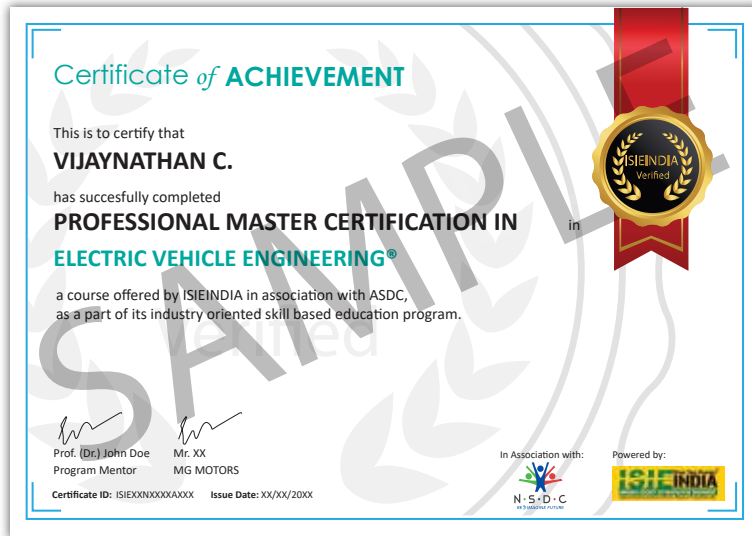 Certificate of ACHIEVEMENT
This is to certify that
VIJAYNATHAN C.
has succesfully completed
PROFESSIONAL MASTER CERTIFICATION IN in
ELECTRIC VEHICLE ENGINEERING®
a course offered by ISIEINDIA in association with ASDC,
as a part of its industry oriented skill based education program.
Verified
SAMPLE
ISIEINDIA
Verified
Prof. (Dr.) John Doe
Program Mentor
Mr. XX
MG MOTORS
Certificate ID: ISIEXXNXXXXAXXX Issue Date: XX/XX/20XX
In Association with:
N·S·D·C
RE IMAGINE FUTURE
Powered by:
ISIEINDIA